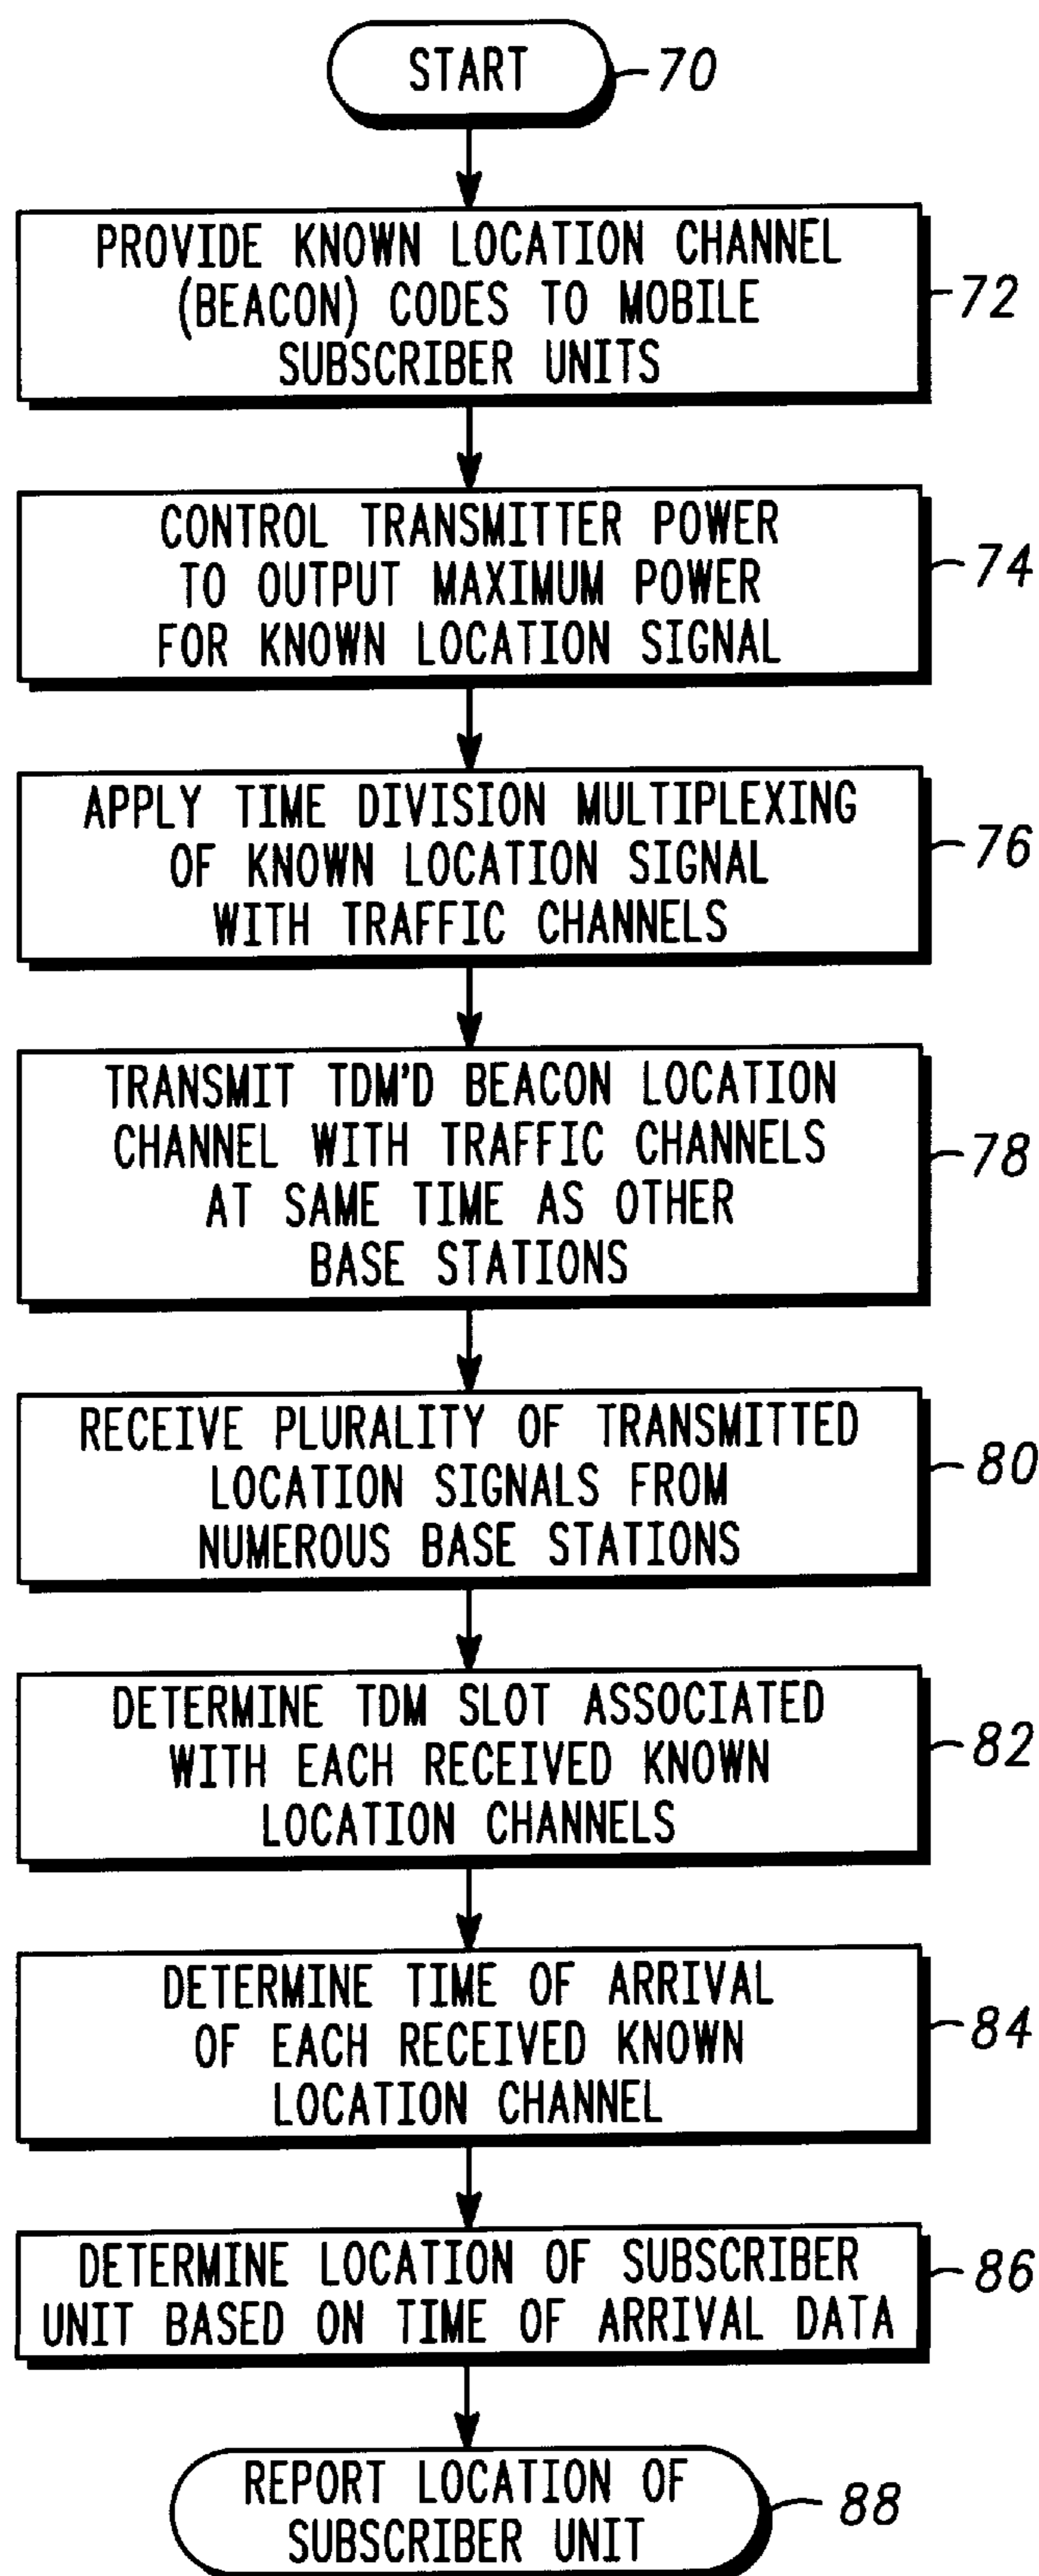 START
70
PROVIDE KNOWN LOCATION CHANNEL
(BEACON) CODES TO MOBILE
SUBSCRIBER UNITS
72
CONTROL TRANSMITTER POWER
TO OUTPUT MAXIMUM POWER
FOR KNOWN LOCATION SIGNAL
74
APPLY TIME DIVISION MULTIPLEXING
OF KNOWN LOCATION SIGNAL
WITH TRAFFIC CHANNELS
76
TRANSMIT TDM'D BEACON LOCATION
CHANNEL WITH TRAFFIC CHANNELS
AT SAME TIME AS OTHER
BASE STATIONS
78
RECEIVE PLURALITY OF TRANSMITTED
LOCATION SIGNALS FROM
NUMEROUS BASE STATIONS
80
DETERMINE TDM SLOT ASSOCIATED
WITH EACH RECEIVED KNOWN
LOCATION CHANNELS
82
DETERMINE TIME OF ARRIVAL
OF EACH RECEIVED KNOWN
LOCATION CHANNEL
84
DETERMINE LOCATION OF SUBSCRIBER
UNIT BASED ON TIME OF ARRIVAL DATA
86
REPORT LOCATION OF
SUBSCRIBER UNIT
88